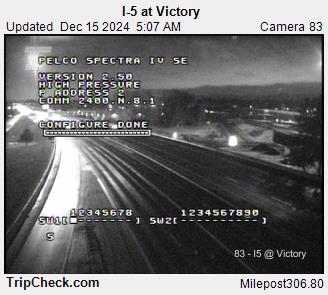 I-5 at Victory
Updated Dec 15 2024 5:07 AM Camera 83
PELCO SPECTRA IV SE
VERSION 2.50
HIGH PRESSURE
P ADDRESS 2
COMM 2400.N.8.1
CONFIGURE DONE
12345678 1234567890
SW1[■-------] SW2[----------]
S
83 - I5 @ Victory
TripCheck.com Milepost306.80